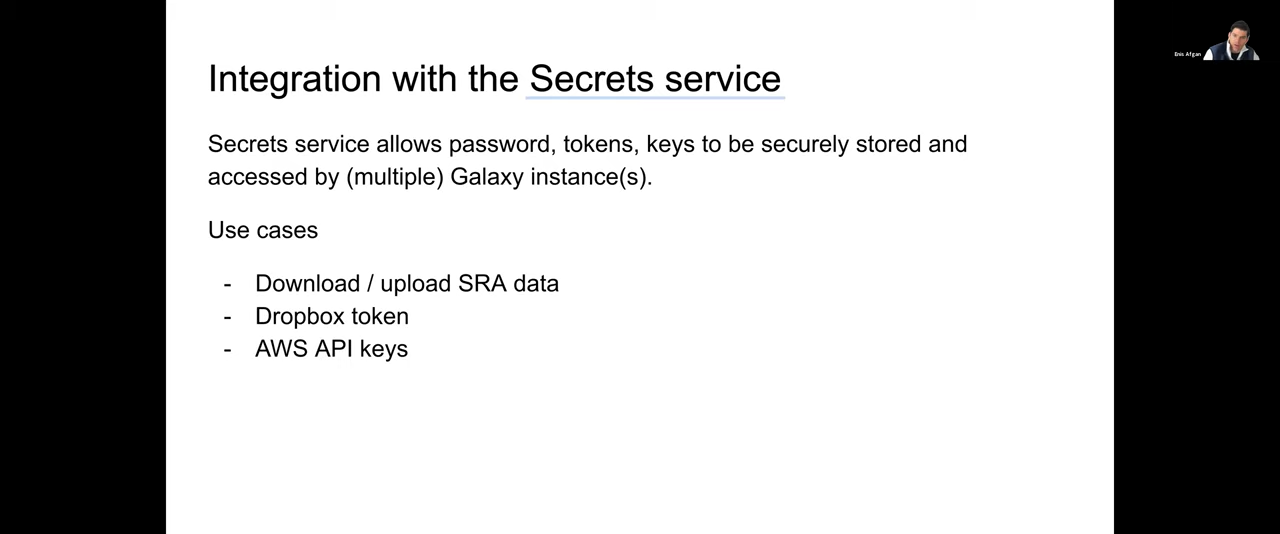 Integration with the Secrets service
Enis Afgan
Secrets service allows password, tokens, keys to be securely stored and
accessed by (multiple) Galaxy instance(s).
Use cases
- Download / upload SRA data
- Dropbox token
- AWS API keys